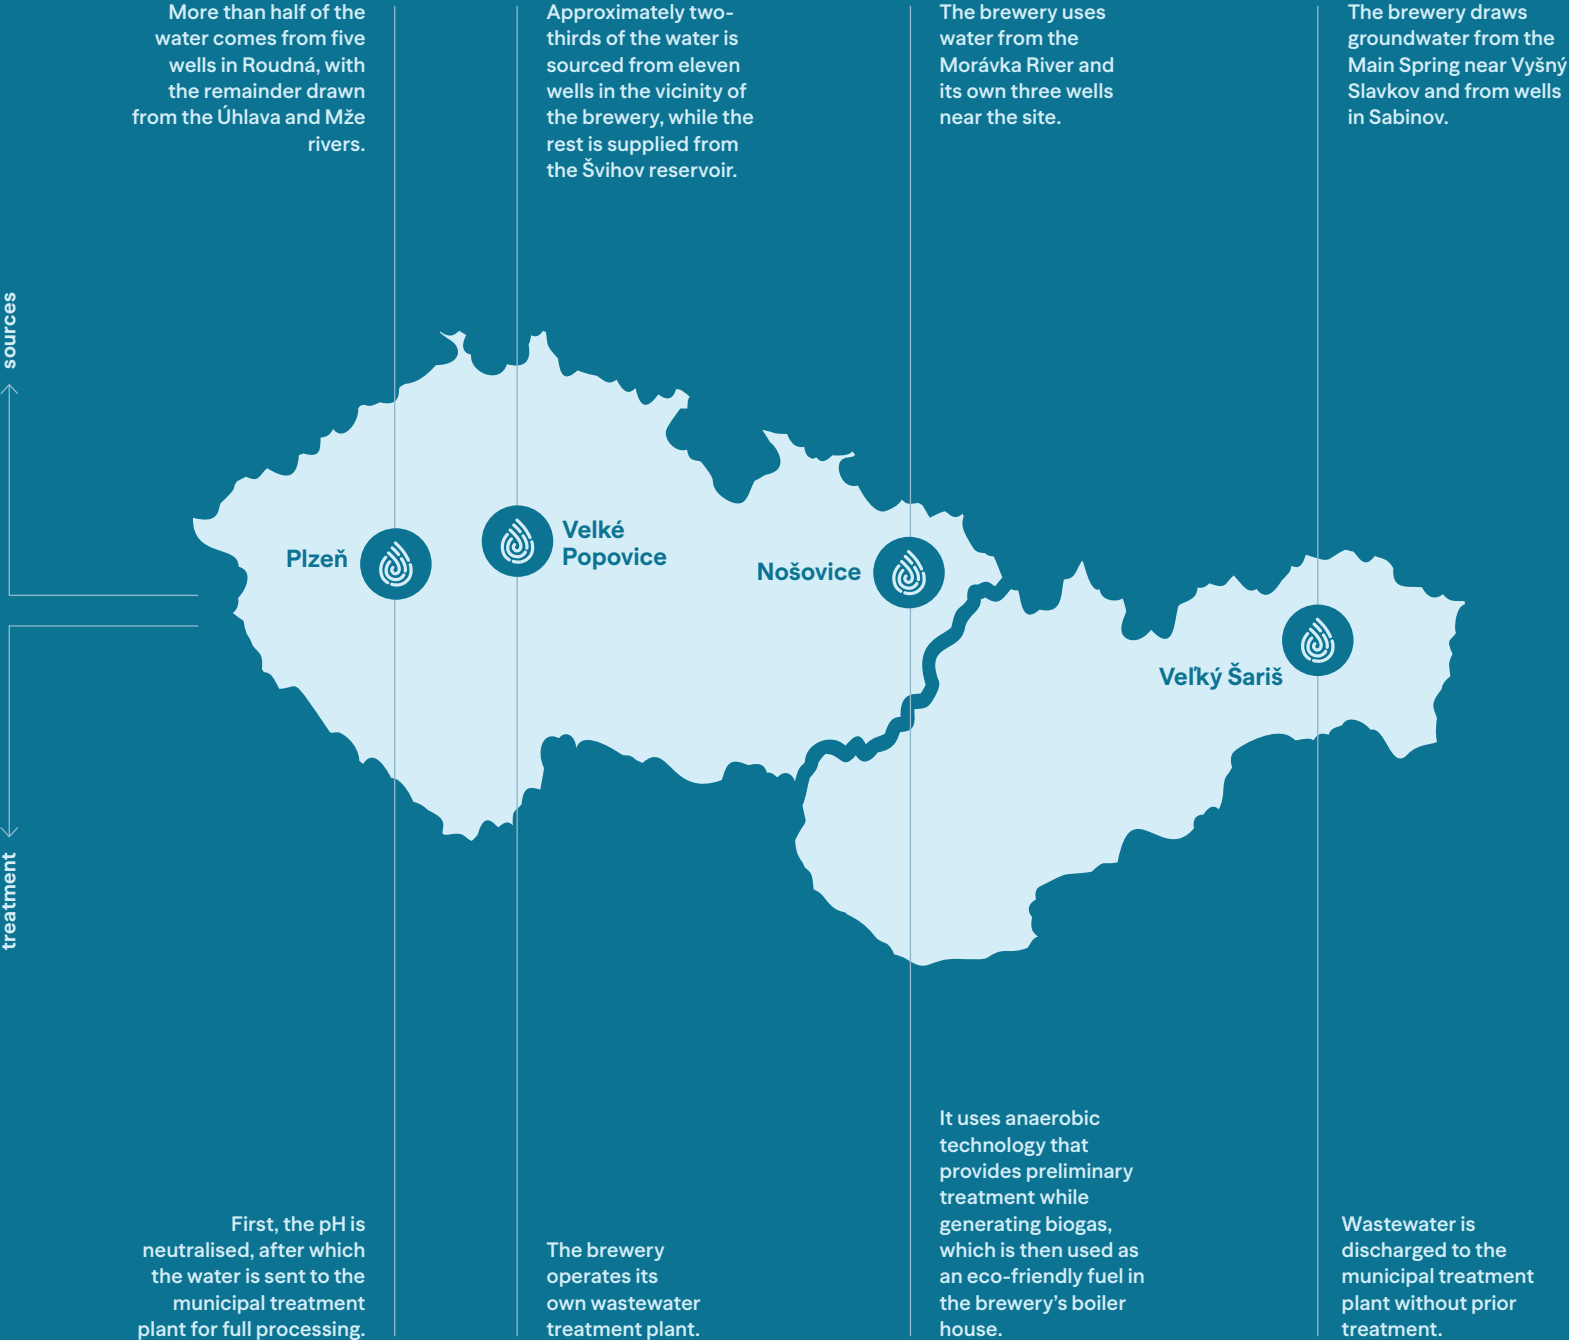 More than half of the
water comes from five
wells in Roudná, with
the remainder drawn
from the Úhlava and Mže
rivers.
Approximately two-
thirds of the water is
sourced from eleven
wells in the vicinity of
the brewery, while the
rest is supplied from
the Švihov reservoir.
The brewery uses
water from the
Morávka River and
its own three wells
near the site.
The brewery draws
groundwater from the
Main Spring near Vyšný
Slavkov and from wells
in Sabinov.
sources
Plzeň
Velké
Popovice
Nošovice
Veľký Šariš
treatment
First, the pH is
neutralised, after which
the water is sent to the
municipal treatment
plant for full processing.
The brewery
operates its
own wastewater
treatment plant.
It uses anaerobic
technology that
provides preliminary
treatment while
generating biogas,
which is then used as
an eco-friendly fuel in
the brewery’s boiler
house.
Wastewater is
discharged to the
municipal treatment
plant without prior
treatment.